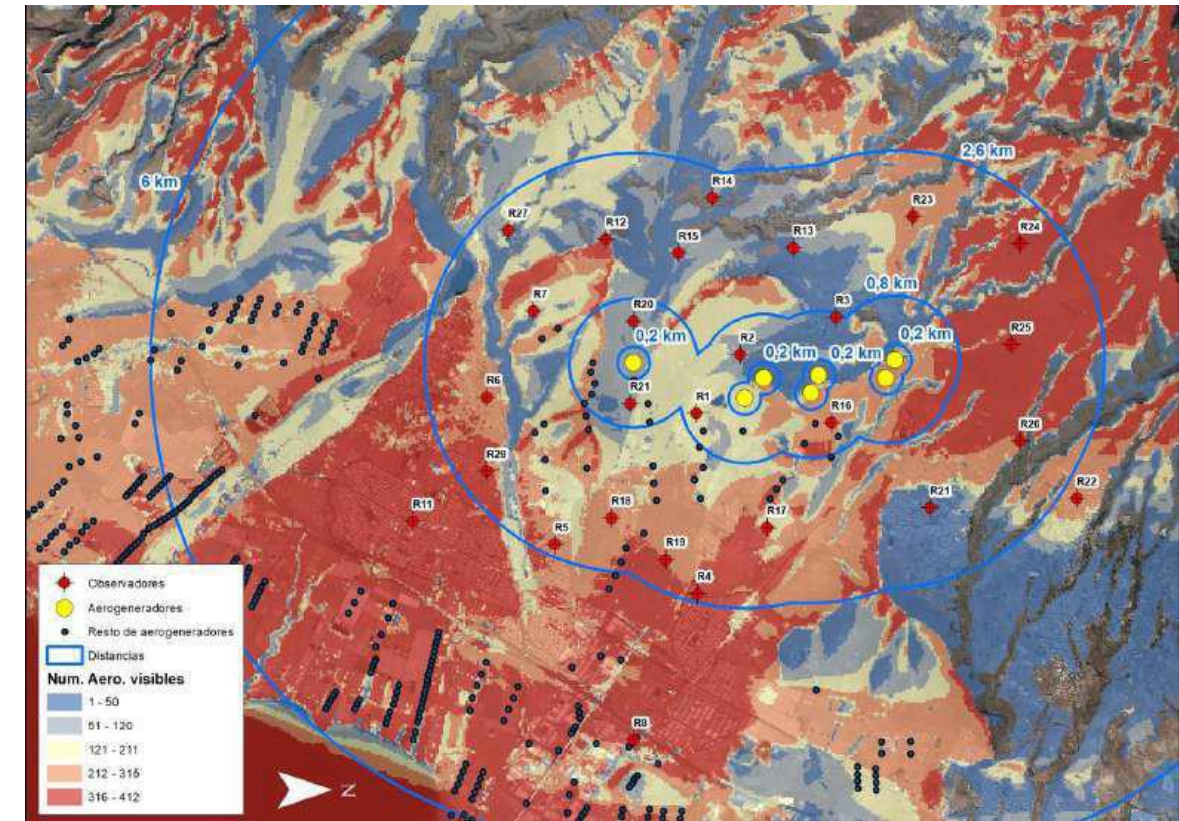 2,6 km
6 km
R14
R23
R27
R12
R15
R13
R24
0,8 km
R7
R20
R3
0,2 km
0,2 km
R25
R2
0,2 km
0,2 km
R6
R21
R1
R16
R26
R29
R22
R11
R18
R21
R17
R5
R19
R4
R8
Observadores
Aerogeneradores
Resto de aerogeneradores
Distancias
Num. Aero. visibles
1 - 50
51 - 120
121 - 211
212 - 315
316 - 412
N